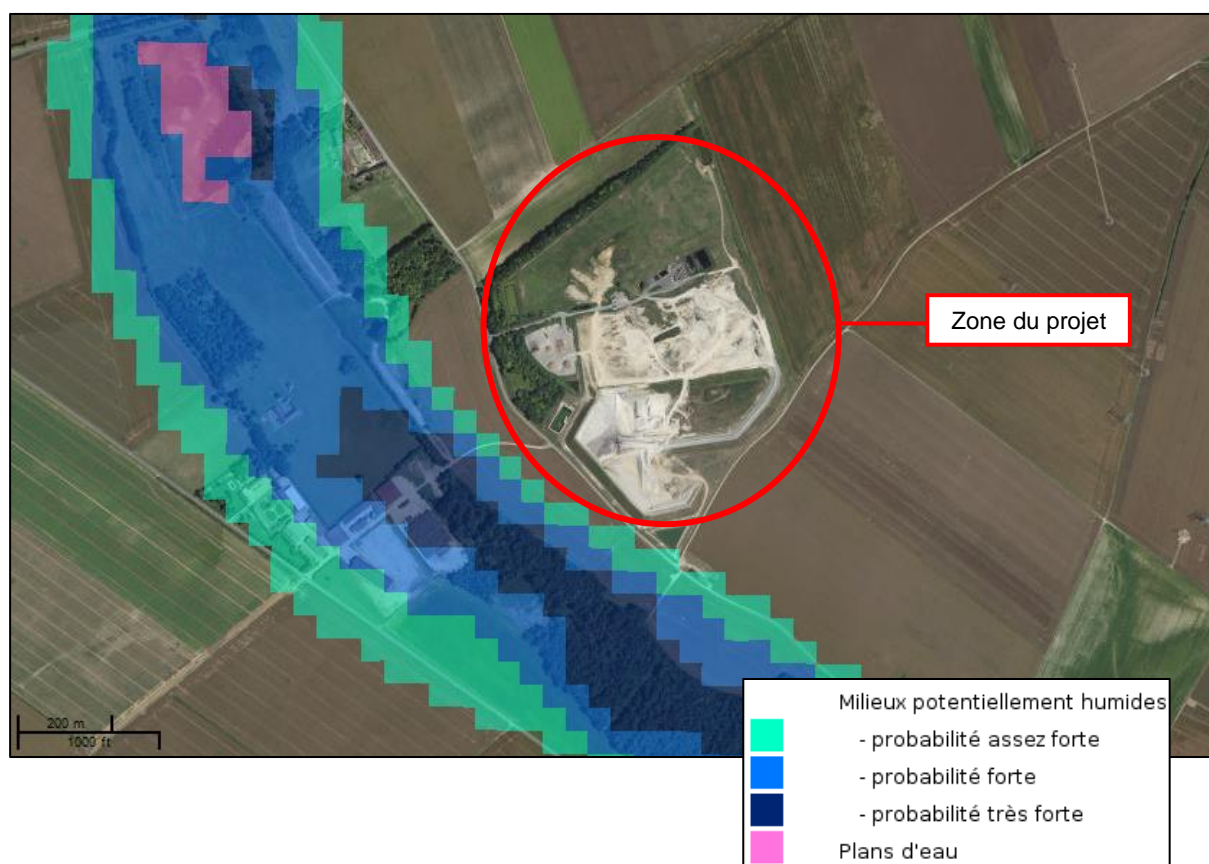 Zone du projet
200 m
1000 ft
Milieux potentiellement humides
- probabilité assez forte
- probabilité forte
- probabilité très forte
Plans d'eau